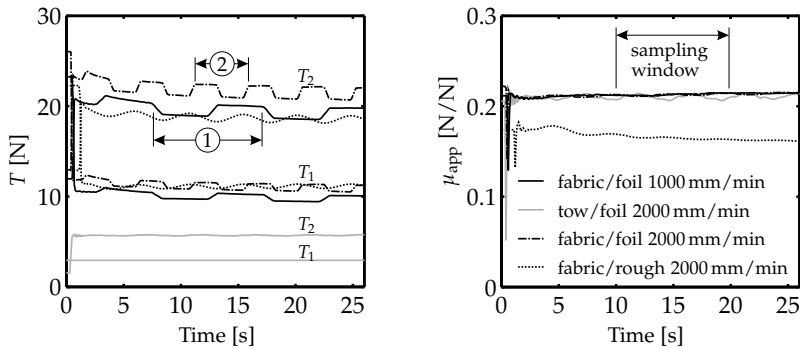 30
20
10
0
T [N]
0
5
10
15
20
25
Time [s]
2
T₂
1
T₁
T₂
T₁
0.3
0.2
0.1
0
μapp [N/N]
0
5
10
15
20
25
Time [s]
sampling
window
fabric/foil 1000 mm/min
tow/foil 2000 mm/min
fabric/foil 2000 mm/min
fabric/rough 2000 mm/min